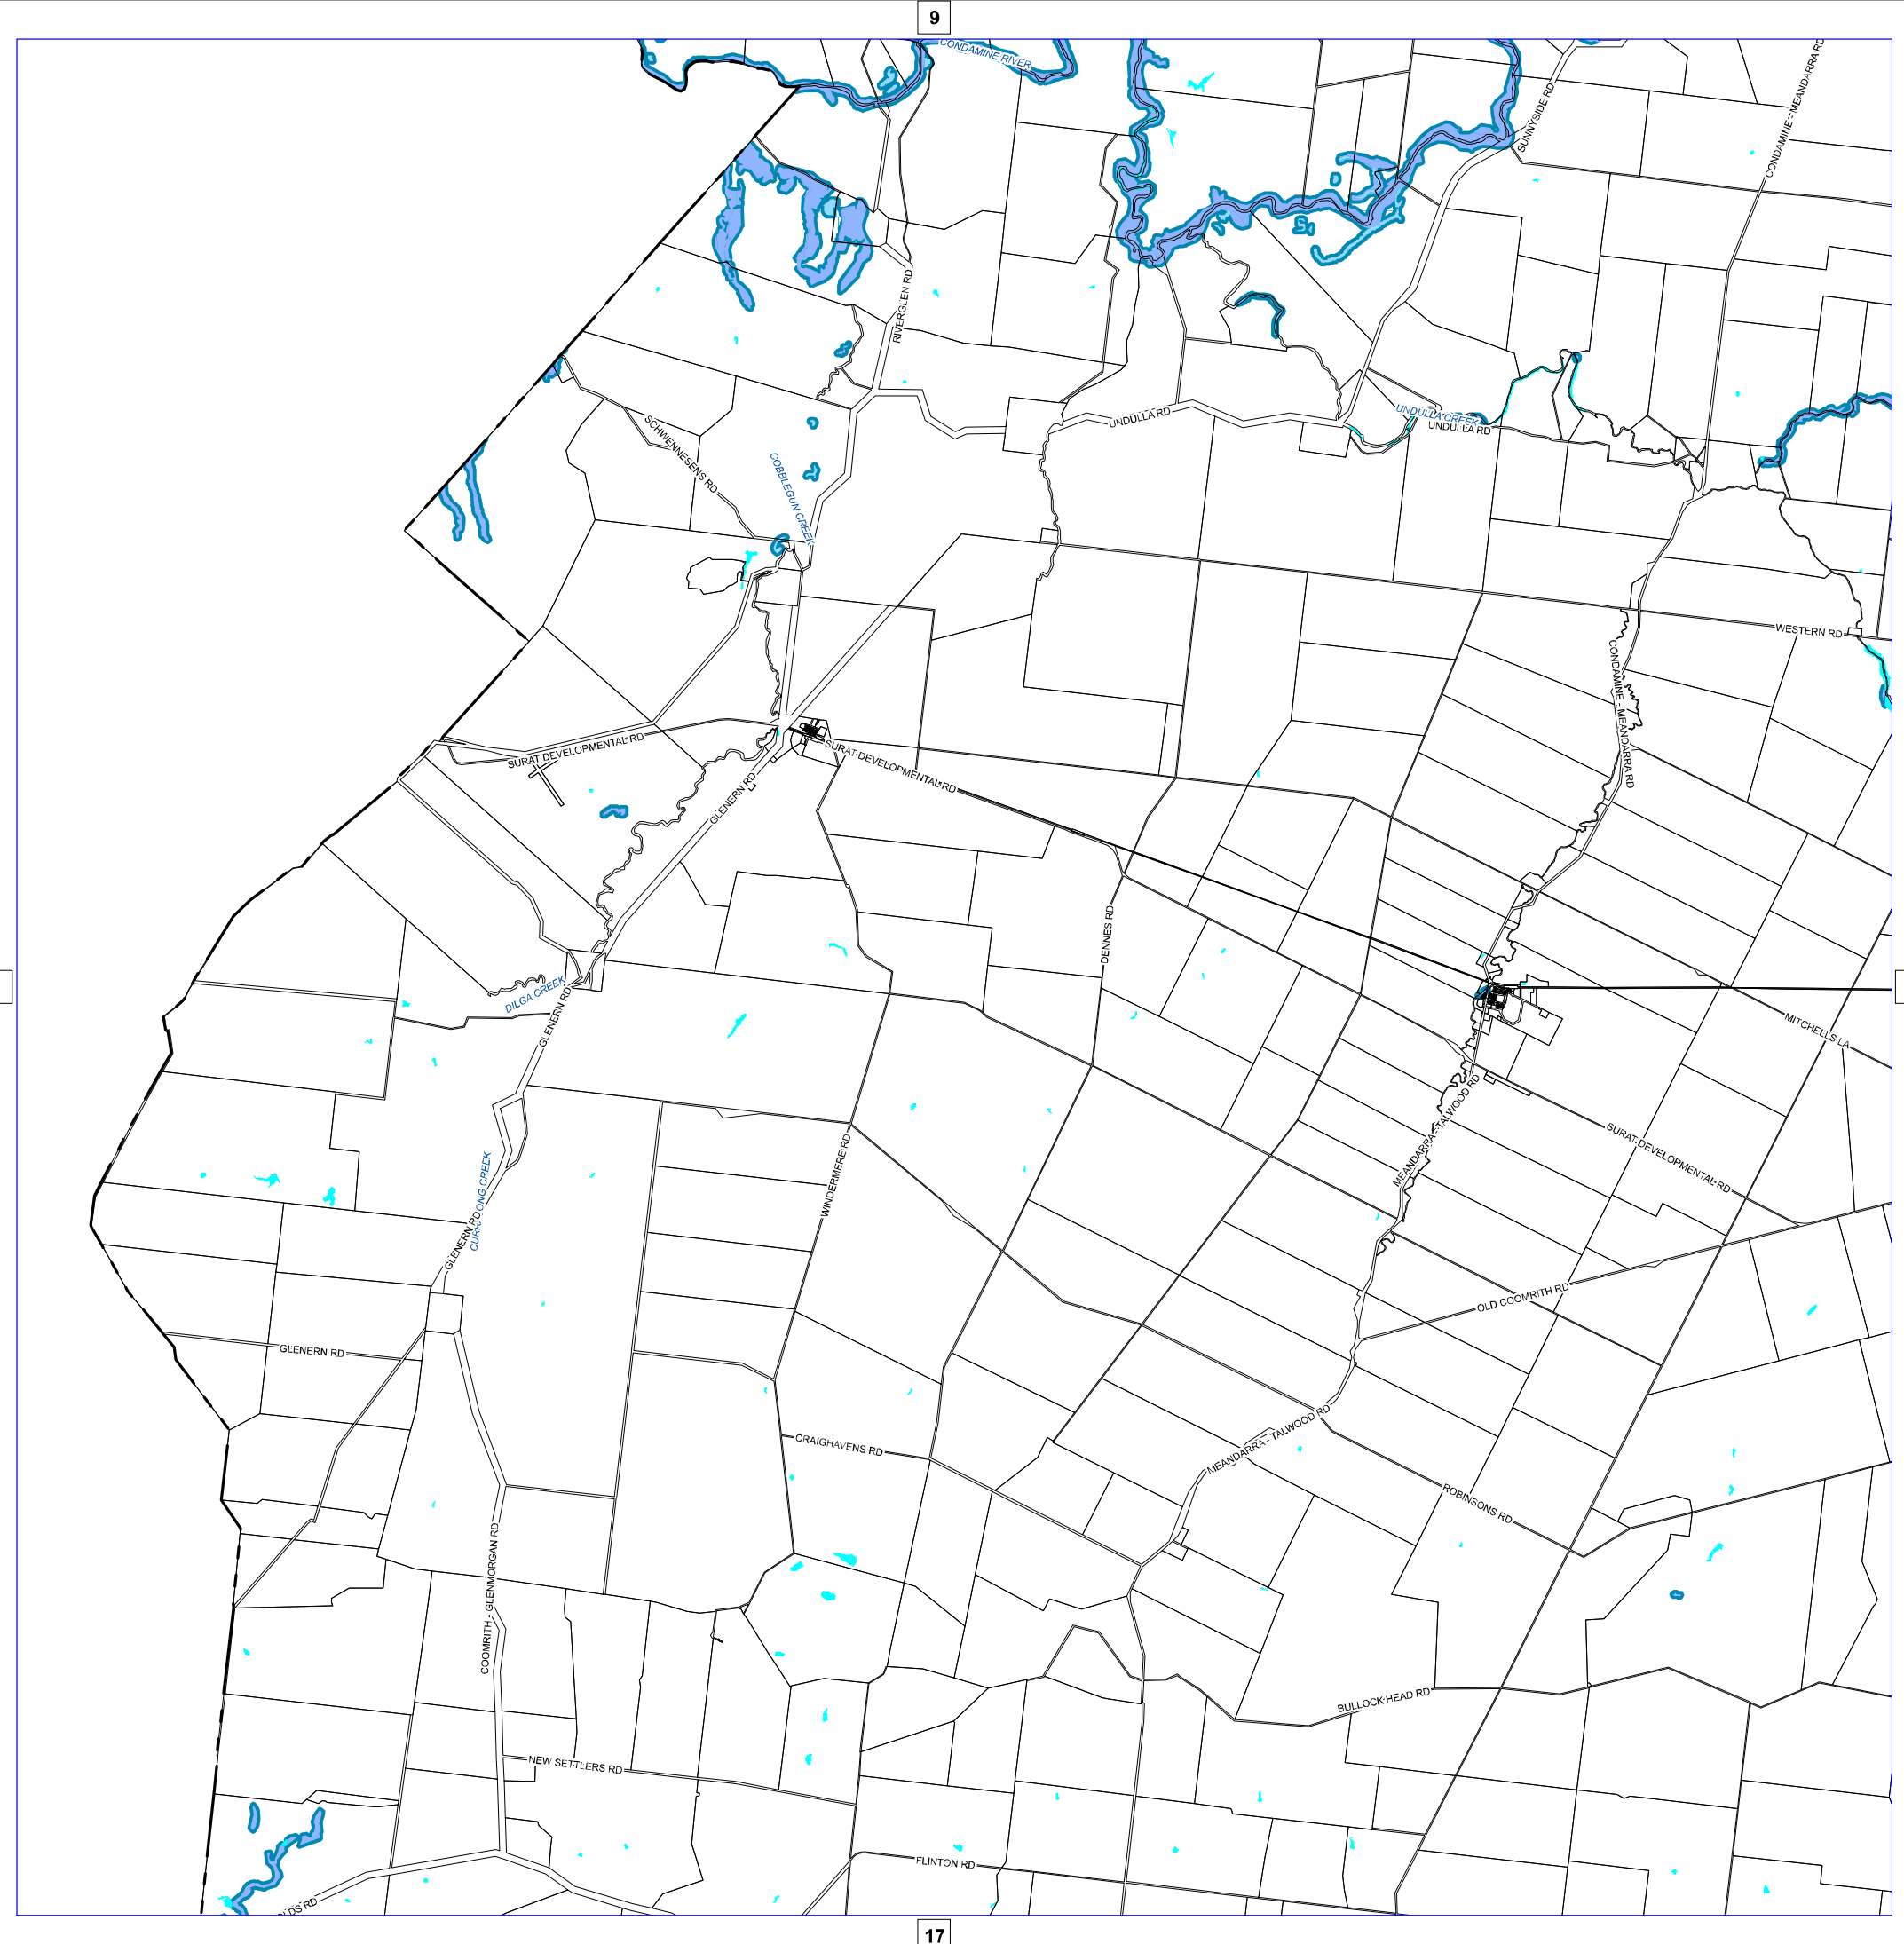 9
CONDAMINE RIVER
SUNNYSIDE RD
CONDAMINE - MEANDARRA RD
RIVERGLEN RD
UNDULLA RD
UNDULLA CREEK
UNDULLA RD
SCHWENNESENS RD
COBBLEGUN CREEK
WESTERN RD
CONDAMINE - MEANDARRA RD
SURAT DEVELOPMENTAL RD
SURAT DEVELOPMENTAL RD
GLENERN RD
DENNES RD
DILGA CREEK
GLENERN RD
MITCHELLS LA
MEANDARRA - TALWOOD RD
SURAT DEVELOPMENTAL RD
WINDERMERE RD
GLENERN RD
OLD COOMRITH RD
GLENERN RD
CRAIGHAVENS RD
MEANDARRA - TALWOOD RD
ROBINSONS RD
COOMRITH - GLENMORGAN RD
BULLOCK HEAD RD
NEW SETTLERS RD
FLINTON RD
17